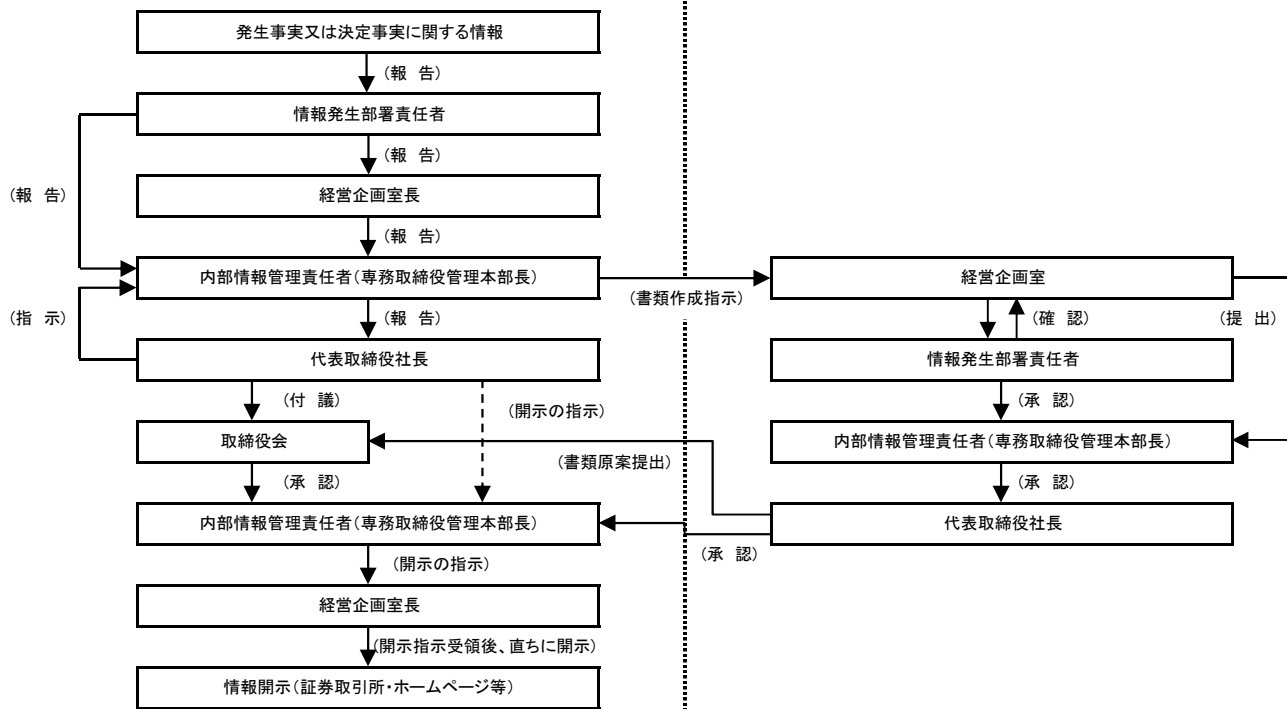 発生事実又は決定事実に関する情報
(報 告)
情報発生部署責任者
(報 告)
(報 告)
経営企画室長
(報 告)
内部情報管理責任者(専務取締役管理本部長)
(指 示)
(報 告)
代表取締役社長
(付 議)
(開示の指示)
取締役会
(書類原案提出)
(承 認)
内部情報管理責任者(専務取締役管理本部長)
(開示の指示)
経営企画室長
(開示指示受領後、直ちに開示)
情報開示(証券取引所・ホームページ等)
(書類作成指示)
経営企画室
(確 認)
(提 出)
情報発生部署責任者
(承 認)
内部情報管理責任者(専務取締役管理本部長)
(承 認)
代表取締役社長
(承 認)